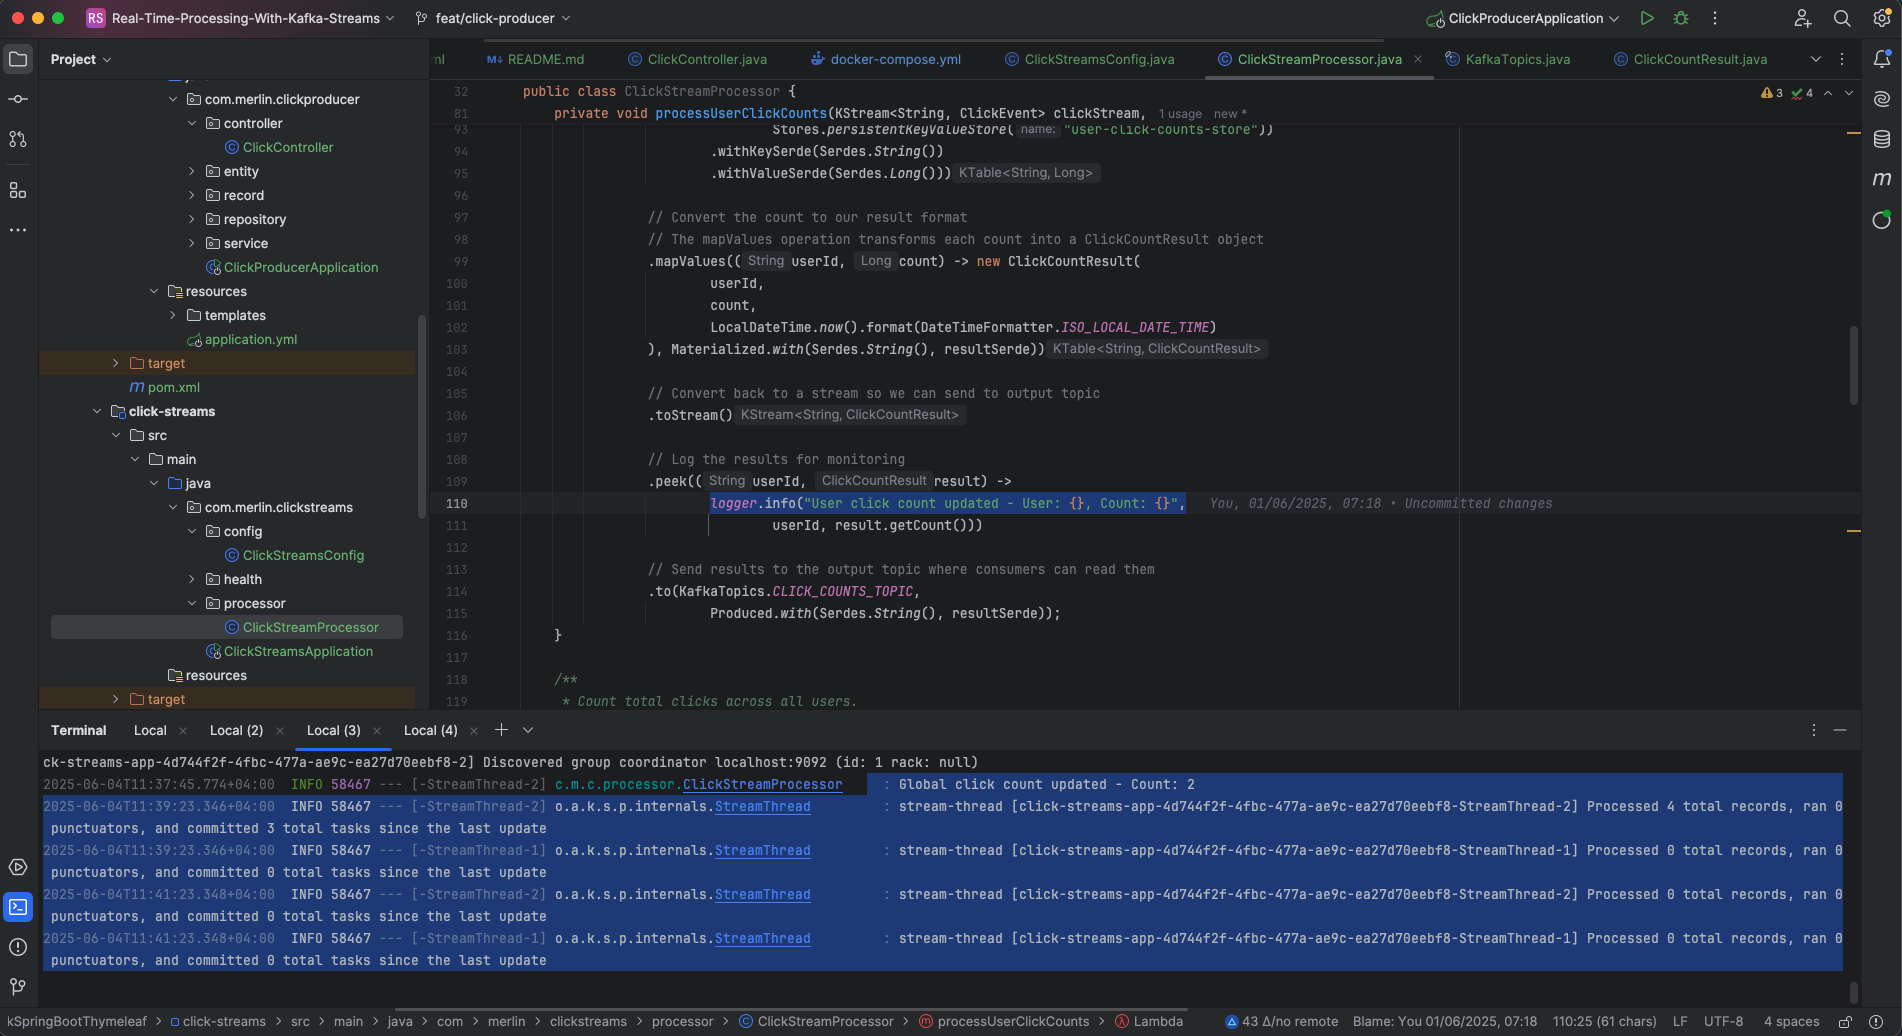 RS Real-Time-Processing-With-Kafka-Streams feat/click-producer ClickProducerApplication
Project
ml README.md ClickController.java docker-compose.yml ClickStreamsConfig.java ClickStreamProcessor.java KafkaTopics.java ClickCountResult.java
com.merlin.clickproducer
controller
ClickController
entity
record
repository
service
ClickProducerApplication
resources
templates
application.yml
target
pom.xml
click-streams
src
main
java
com.merlin.clickstreams
config
ClickStreamsConfig
health
processor
ClickStreamProcessor
ClickStreamsApplication
resources
target
3 4
32 public class ClickStreamProcessor {
81 private void processUserClickCounts(KStream<String, ClickEvent> clickStream, 1 usage new *
93 Stores.persistentKeyValueStore( name: "user-click-counts-store"))
94 .withKeySerde(Serdes.String())
95 .withValueSerde(Serdes.Long())) KTable<String, Long>
96
97 // Convert the count to our result format
98 // The mapValues operation transforms each count into a ClickCountResult object
99 .mapValues(( String userId, Long count) -> new ClickCountResult(
100 userId,
101 count,
102 LocalDateTime.now().format(DateTimeFormatter.ISO_LOCAL_DATE_TIME)
103 ), Materialized.with(Serdes.String(), resultSerde)) KTable<String, ClickCountResult>
104
105 // Convert back to a stream so we can send to output topic
106 .toStream() KStream<String, ClickCountResult>
107
108 // Log the results for monitoring
109 .peek(( String userId, ClickCountResult result) ->
110 logger.info("User click count updated - User: {}, Count: {}", You, 01/06/2025, 07:18 • Uncommitted changes
111 userId, result.getCount()))
112
113 // Send results to the output topic where consumers can read them
114 .to(KafkaTopics.CLICK_COUNTS_TOPIC,
115 Produced.with(Serdes.String(), resultSerde));
116 }
117
118 /**
119 * Count total clicks across all users.
Terminal Local Local (2) Local (3) Local (4)
ck-streams-app-4d744f2f-4fbc-477a-ae9c-ea27d70eebf8-2] Discovered group coordinator localhost:9092 (id: 1 rack: null)
2025-06-04T11:37:45.774+04:00 INFO 58467 --- [-StreamThread-2] c.m.c.processor.ClickStreamProcessor : Global click count updated - Count: 2
2025-06-04T11:39:23.346+04:00 INFO 58467 --- [-StreamThread-2] o.a.k.s.p.internals.StreamThread : stream-thread [click-streams-app-4d744f2f-4fbc-477a-ae9c-ea27d70eebf8-StreamThread-2] Processed 4 total records, ran 0
punctuators, and committed 3 total tasks since the last update
2025-06-04T11:39:23.346+04:00 INFO 58467 --- [-StreamThread-1] o.a.k.s.p.internals.StreamThread : stream-thread [click-streams-app-4d744f2f-4fbc-477a-ae9c-ea27d70eebf8-StreamThread-1] Processed 0 total records, ran 0
punctuators, and committed 0 total tasks since the last update
2025-06-04T11:41:23.348+04:00 INFO 58467 --- [-StreamThread-2] o.a.k.s.p.internals.StreamThread : stream-thread [click-streams-app-4d744f2f-4fbc-477a-ae9c-ea27d70eebf8-StreamThread-2] Processed 0 total records, ran 0
punctuators, and committed 0 total tasks since the last update
2025-06-04T11:41:23.348+04:00 INFO 58467 --- [-StreamThread-1] o.a.k.s.p.internals.StreamThread : stream-thread [click-streams-app-4d744f2f-4fbc-477a-ae9c-ea27d70eebf8-StreamThread-1] Processed 0 total records, ran 0
punctuators, and committed 0 total tasks since the last update
kSpringBootThymeleaf > click-streams > src > main > java > com > merlin > clickstreams > processor > ClickStreamProcessor > processUserClickCounts > Lambda 43 Δ/no remote Blame: You 01/06/2025, 07:18 110:25 (61 chars) LF UTF-8 4 spaces